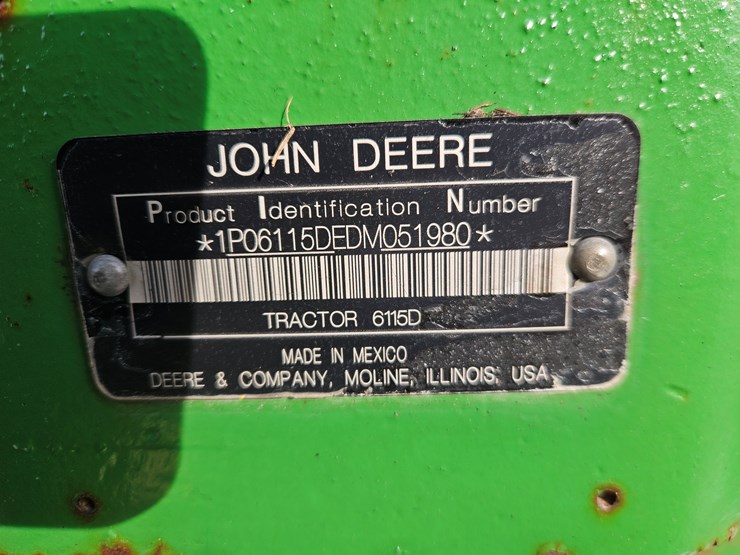 JOHN DEERE
Product Identification Number
*1P06115DEDM051980*
TRACTOR 6115D
MADE IN MEXICO
DEERE & COMPANY, MOLINE, ILLINOIS, USA